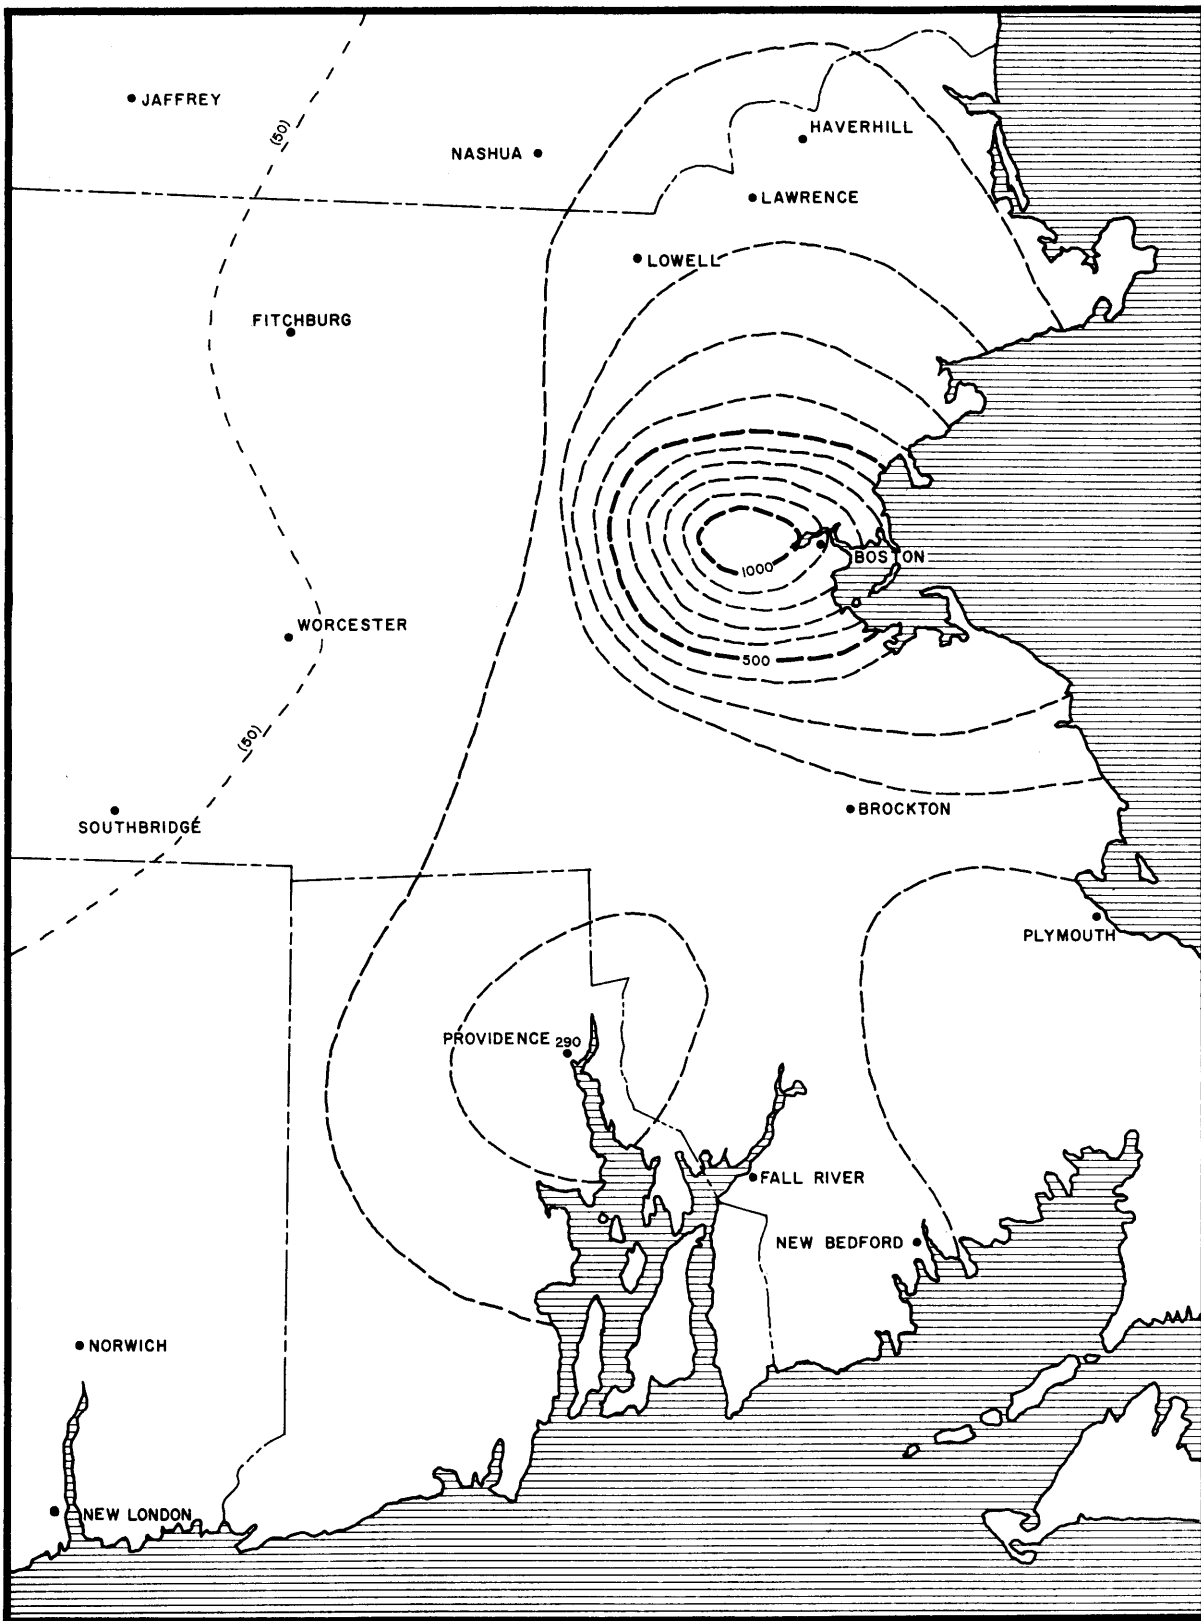 JAFFREY
(50)
HAVERHILL
NASHUA
LAWRENCE
LOWELL
FITCHBURG
BOSTON
1000
WORCESTER
500
(50)
BROCKTON
SOUTHBRIDGE
PLYMOUTH
PROVIDENCE 290
FALL RIVER
NEW BEDFORD
NORWICH
NEW LONDON